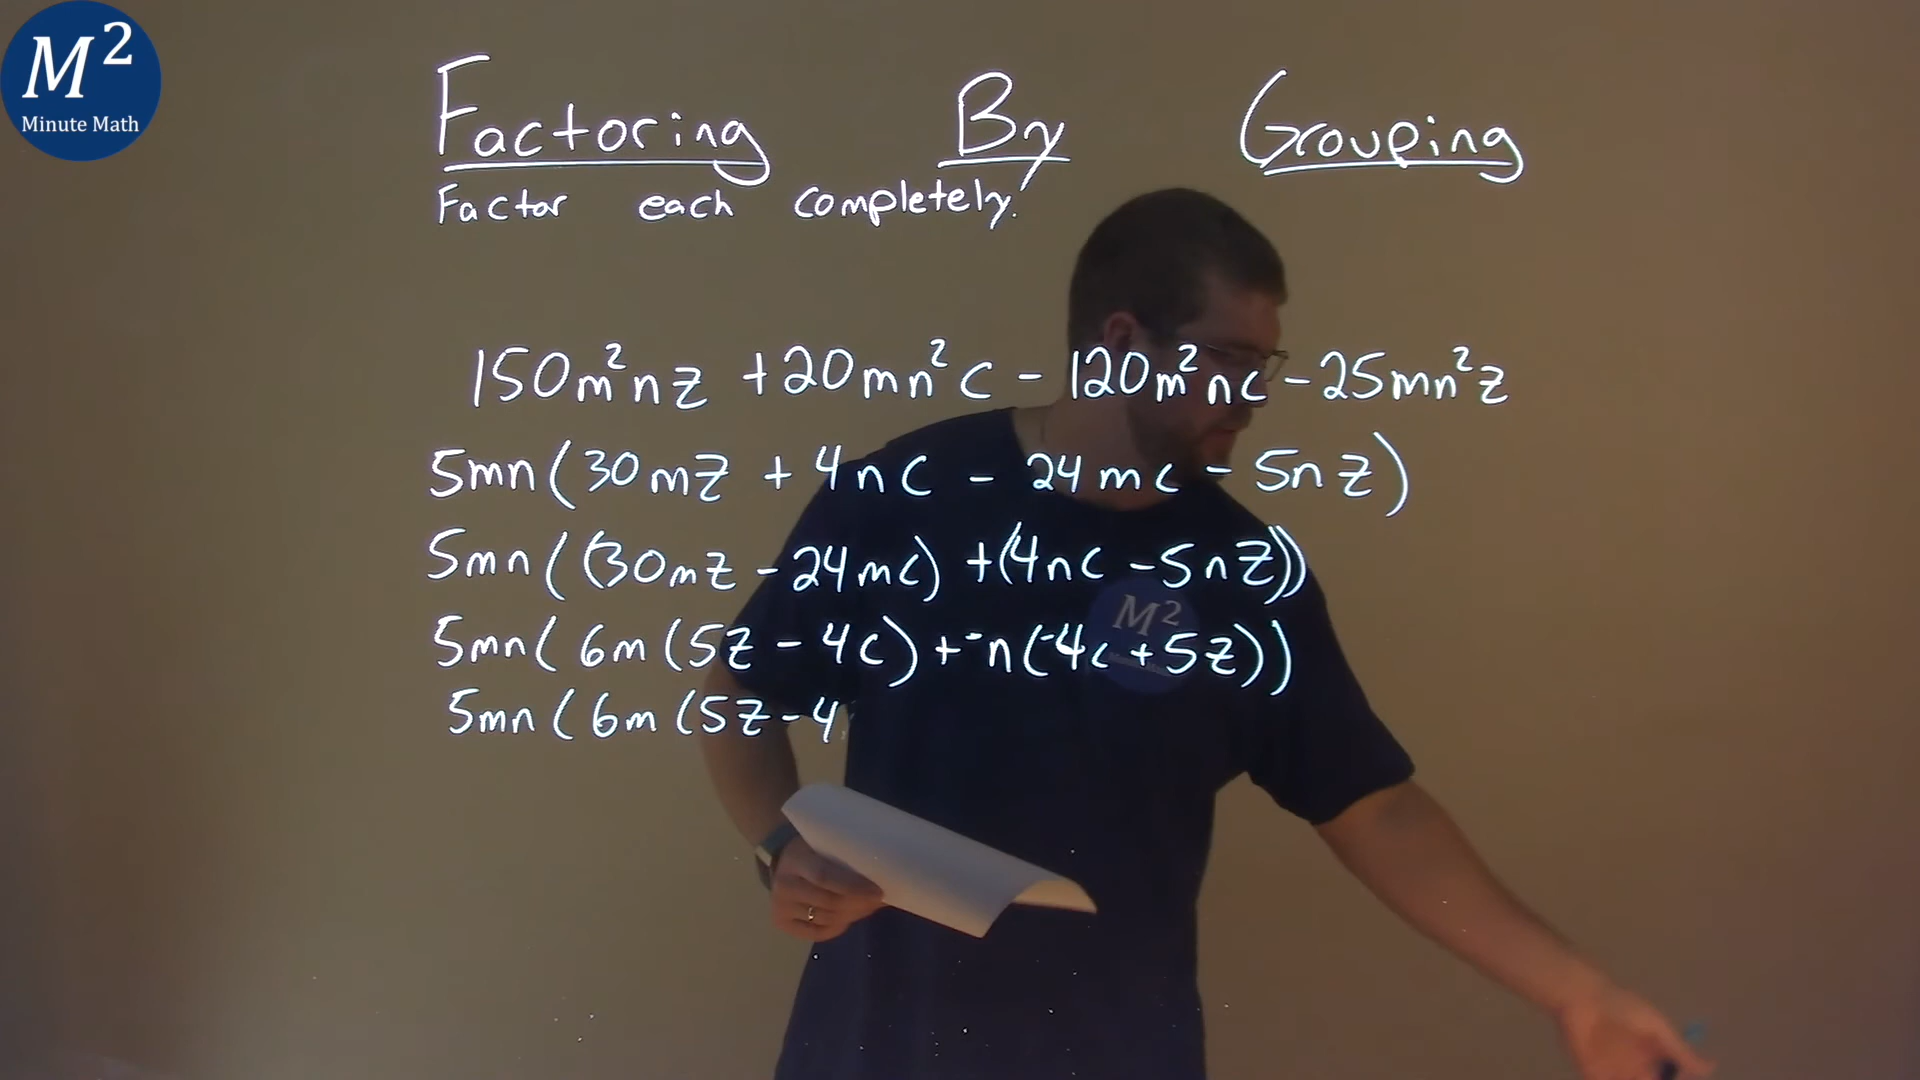 M²
Minute Math
Factoring By Grouping
Factor each completely.
150m²nz + 20mn²c - 120m²nc - 25mn²z
5mn(30mz + 4nc - 24mc - 5nz)
5mn((30mz - 24mc) + (4nc - 5nz))
M²
5mn(6m(5z - 4c) + -n(-4c + 5z))
5mn(6m(5z - 4